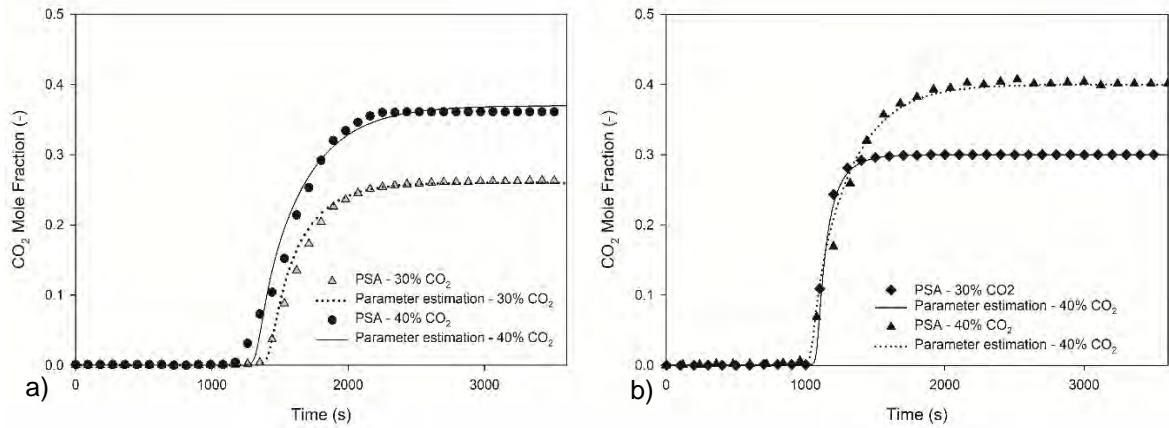 0.5
0.4
0.3
0.2
0.1
0.0
CO₂ Mole Fraction (-)
PSA - 30% CO₂
Parameter estimation - 30% CO₂
PSA - 40% CO₂
Parameter estimation - 40% CO₂
0 1000 2000 3000
a)
Time (s)
0.5
0.4
0.3
0.2
0.1
0.0
CO₂ Mole Fraction (-)
PSA - 30% CO2
Parameter estimation - 40% CO₂
PSA - 40% CO₂
Parameter estimation - 40% CO₂
0 1000 2000 3000
b)
Time (s)